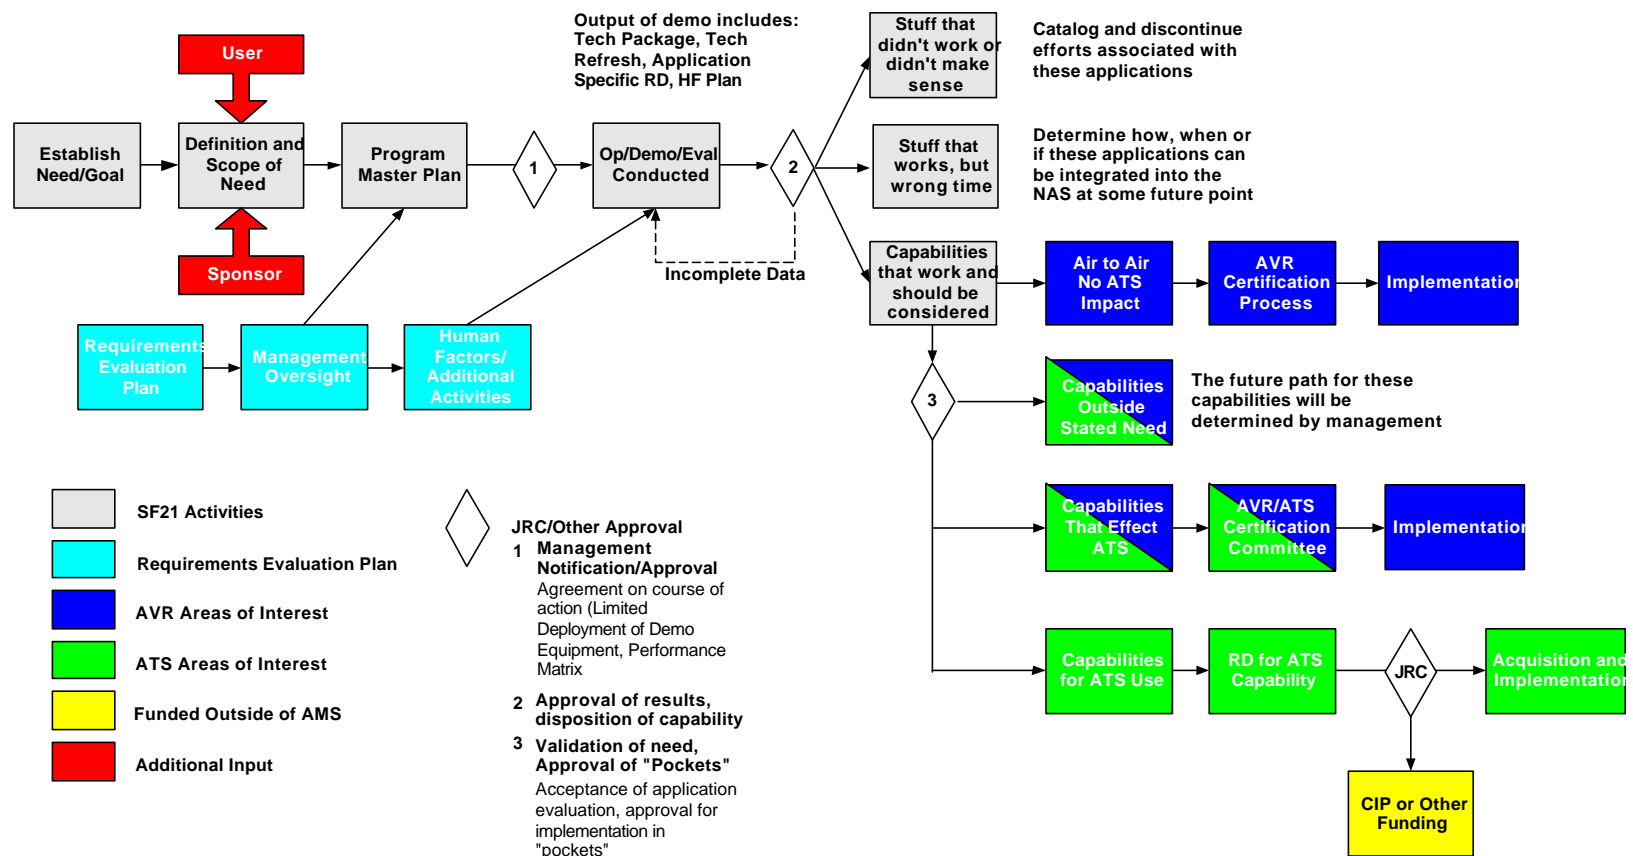 Output of demo includes:
Tech Package, Tech
Refresh, Application
Specific RD, HF Plan
Stuff that
didn't work or
didn't make
sense
Catalog and discontinue
efforts associated with
these applications
User
Establish
Need/Goal
Definition and
Scope of
Need
Program
Master Plan
1
Op/Demo/Eval
Conducted
2
Stuff that
works, but
wrong time
Determine how, when or
if these applications can
be integrated into the
NAS at some future point
Sponsor
Incomplete Data
Capabilities
that work and
should be
considered
Air to Air
No ATS
Impact
AVR
Certification
Process
Implementation
Requirements
Evaluation
Plan
Management
Oversight
Human
Factors/
Additional
Activities
3
Capabilities
Outside
Stated Need
The future path for these
capabilities will be
determined by management
Capabilities
That Effect
ATS
AVR/ATS
Certification
Committee
Implementation
Capabilities
for ATS Use
RD for ATS
Capability
JRC
Acquisition and
Implementation
CIP or Other
Funding
SF21 Activities
Requirements Evaluation Plan
AVR Areas of Interest
ATS Areas of Interest
Funded Outside of AMS
Additional Input
JRC/Other Approval
1 Management
Notification/Approval
Agreement on course of
action (Limited
Deployment of Demo
Equipment, Performance
Matrix
2 Approval of results,
disposition of capability
3 Validation of need,
Approval of "Pockets"
Acceptance of application
evaluation, approval for
implementation in
"pockets"